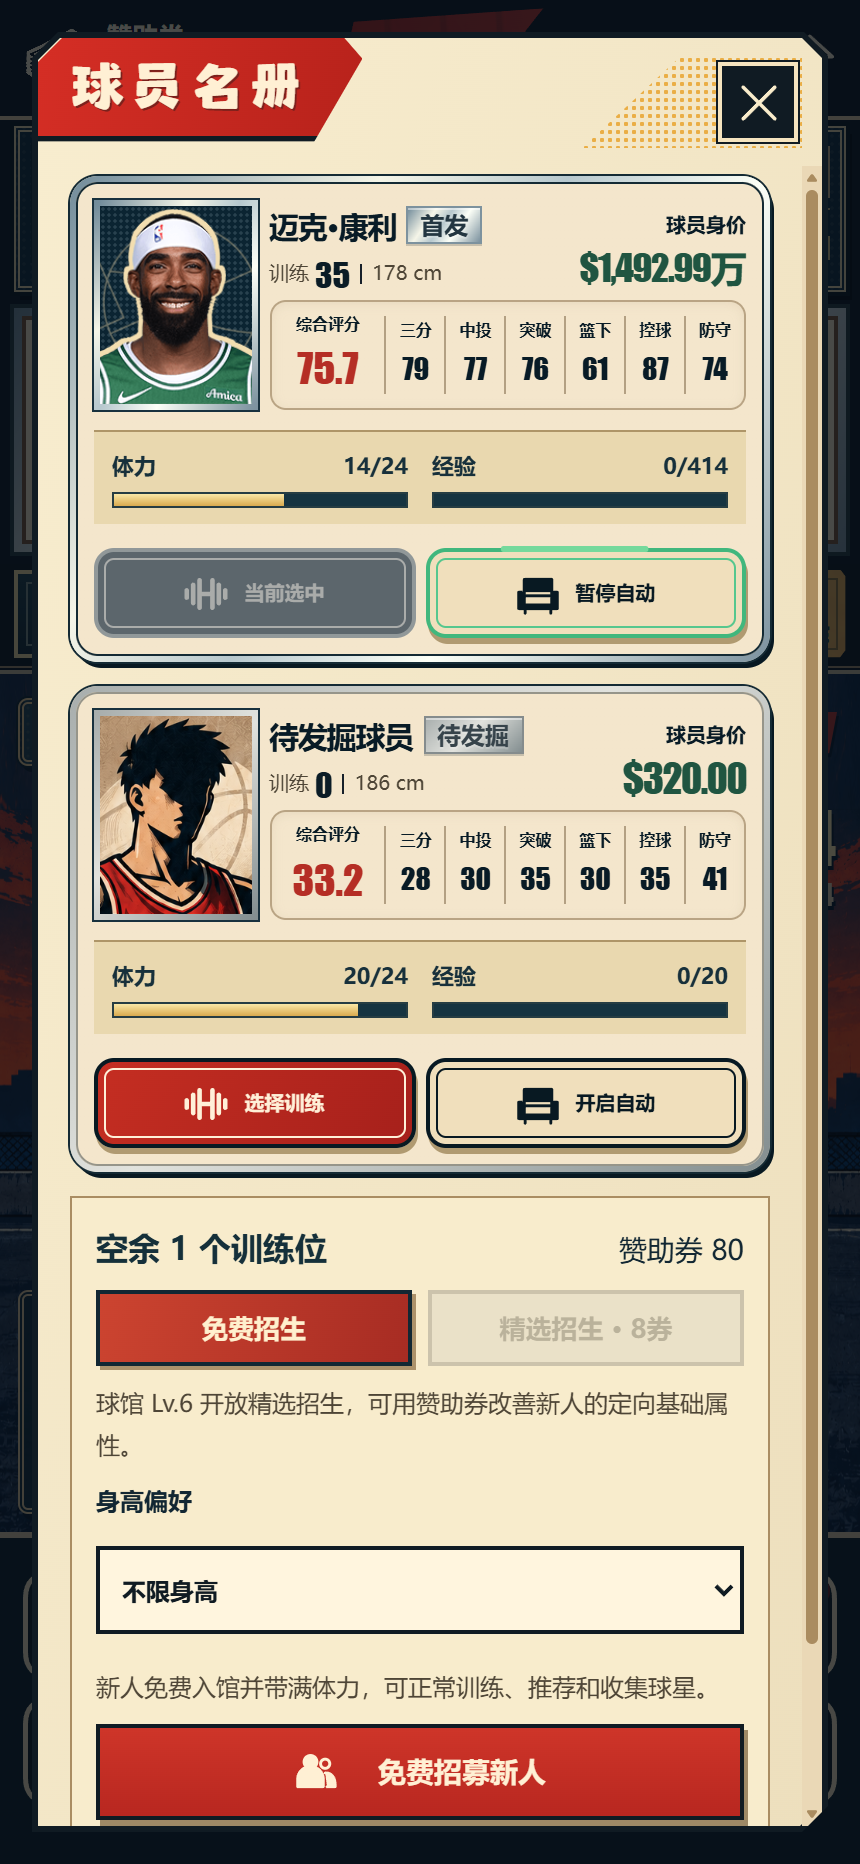 球员名册
迈克·康利 首发 球员身价
训练 35 | 178 cm $1,492.99万
综合评分 三分 中投 突破 篮下 控球 防守
75.7 79 77 76 61 87 74
体力 14/24 经验 0/414
当前选中 暂停自动
待发掘球员 待发掘 球员身价
训练 0 | 186 cm $320.00
综合评分 三分 中投 突破 篮下 控球 防守
33.2 28 30 35 30 35 41
体力 20/24 经验 0/20
选择训练 开启自动
空余 1 个训练位 赞助券 80
免费招生 精选招生·8券
球馆 Lv.6 开放精选招生，可用赞助券改善新人的定向基础属
性。
身高偏好
不限身高
新人免费入馆并带满体力，可正常训练、推荐和收集球星。
免费招募新人
Amica